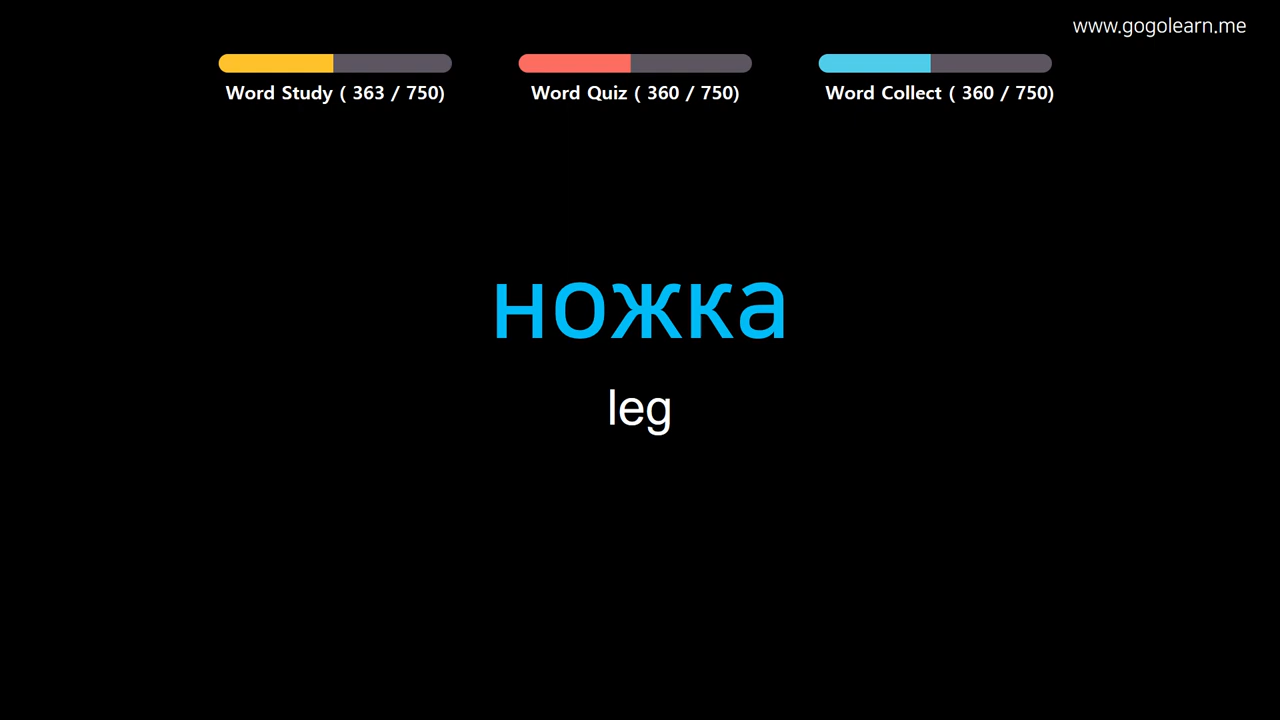 www.gogolearn.me
Word Study ( 363 / 750)
Word Quiz ( 360 / 750)
Word Collect ( 360 / 750)
ножка
leg